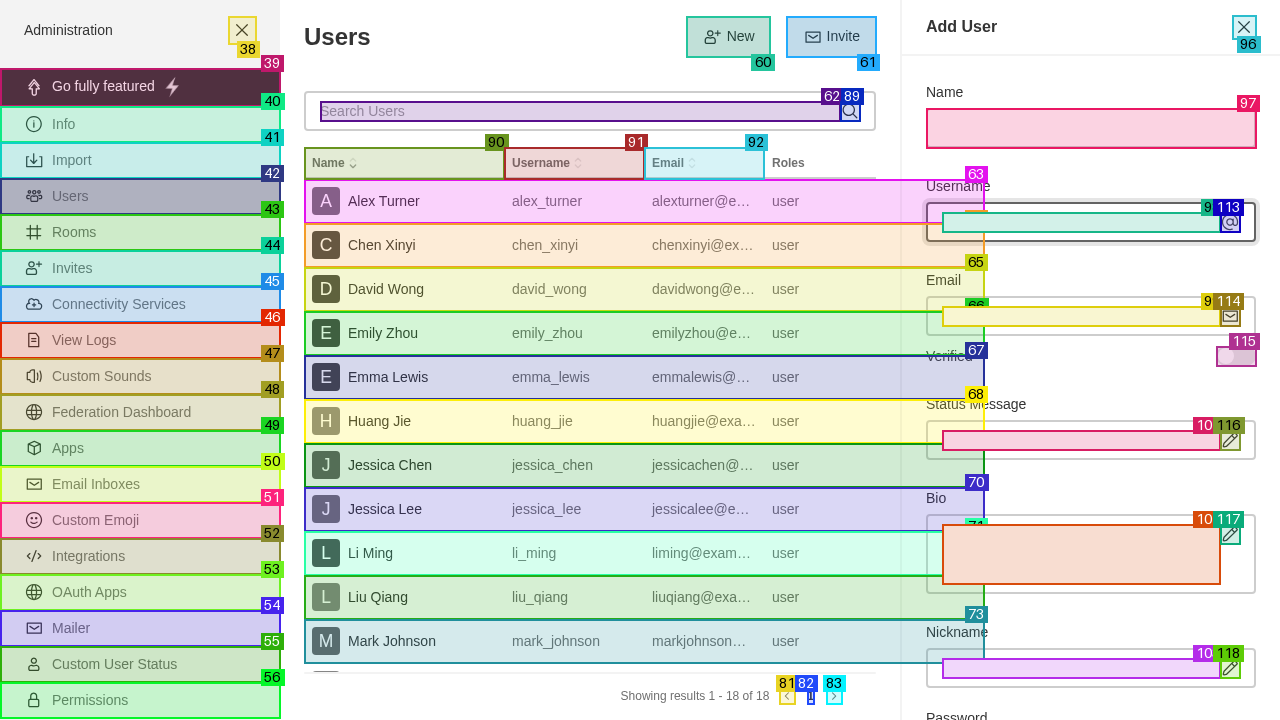 Administration
38
39
Go fully featured
40
Info
41
Import
42
Users
43
Rooms
44
Invites
45
Connectivity Services
46
View Logs
47
Custom Sounds
48
Federation Dashboard
49
Apps
50
Email Inboxes
51
Custom Emoji
52
Integrations
53
OAuth Apps
54
Mailer
55
Custom User Status
56
Permissions
Users
New
60
Invite
61
Search Users
62
89
90
91
92
Name
Username
Email
Roles
63
A Alex Turner alex_turner alexturner@e… user
C Chen Xinyi chen_xinyi chenxinyi@ex… user
65
D David Wong david_wong davidwong@e… user
66
E Emily Zhou emily_zhou emilyzhou@e… user
67
E Emma Lewis emma_lewis emmalewis@… user
68
H Huang Jie huang_jie huangjie@exa… user
J Jessica Chen jessica_chen jessicachen@… user
70
J Jessica Lee jessica_lee jessicalee@e… user
71
L Li Ming li_ming liming@exam… user
L Liu Qiang liu_qiang liuqiang@exa… user
73
M Mark Johnson mark_johnson markjohnson… user
Showing results 1 - 18 of 18
81
82
83
Add User
96
Name
97
Username
113
Email
114
Verified
115
Status Message
116
Bio
117
Nickname
118
Password